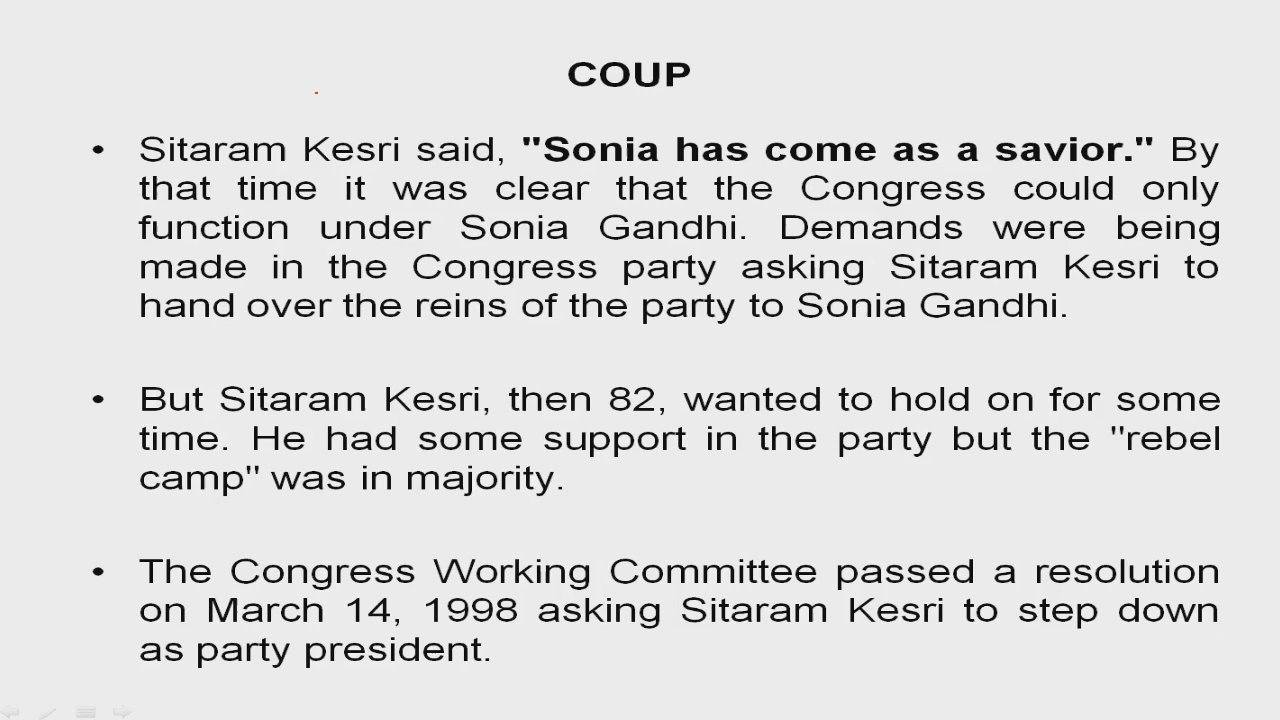 COUP
• Sitaram Kesri said, "Sonia has come as a savior." By
that time it was clear that the Congress could only
function under Sonia Gandhi. Demands were being
made in the Congress party asking Sitaram Kesri to
hand over the reins of the party to Sonia Gandhi.
• But Sitaram Kesri, then 82, wanted to hold on for some
time. He had some support in the party but the "rebel
camp" was in majority.
• The Congress Working Committee passed a resolution
on March 14, 1998 asking Sitaram Kesri to step down
as party president.